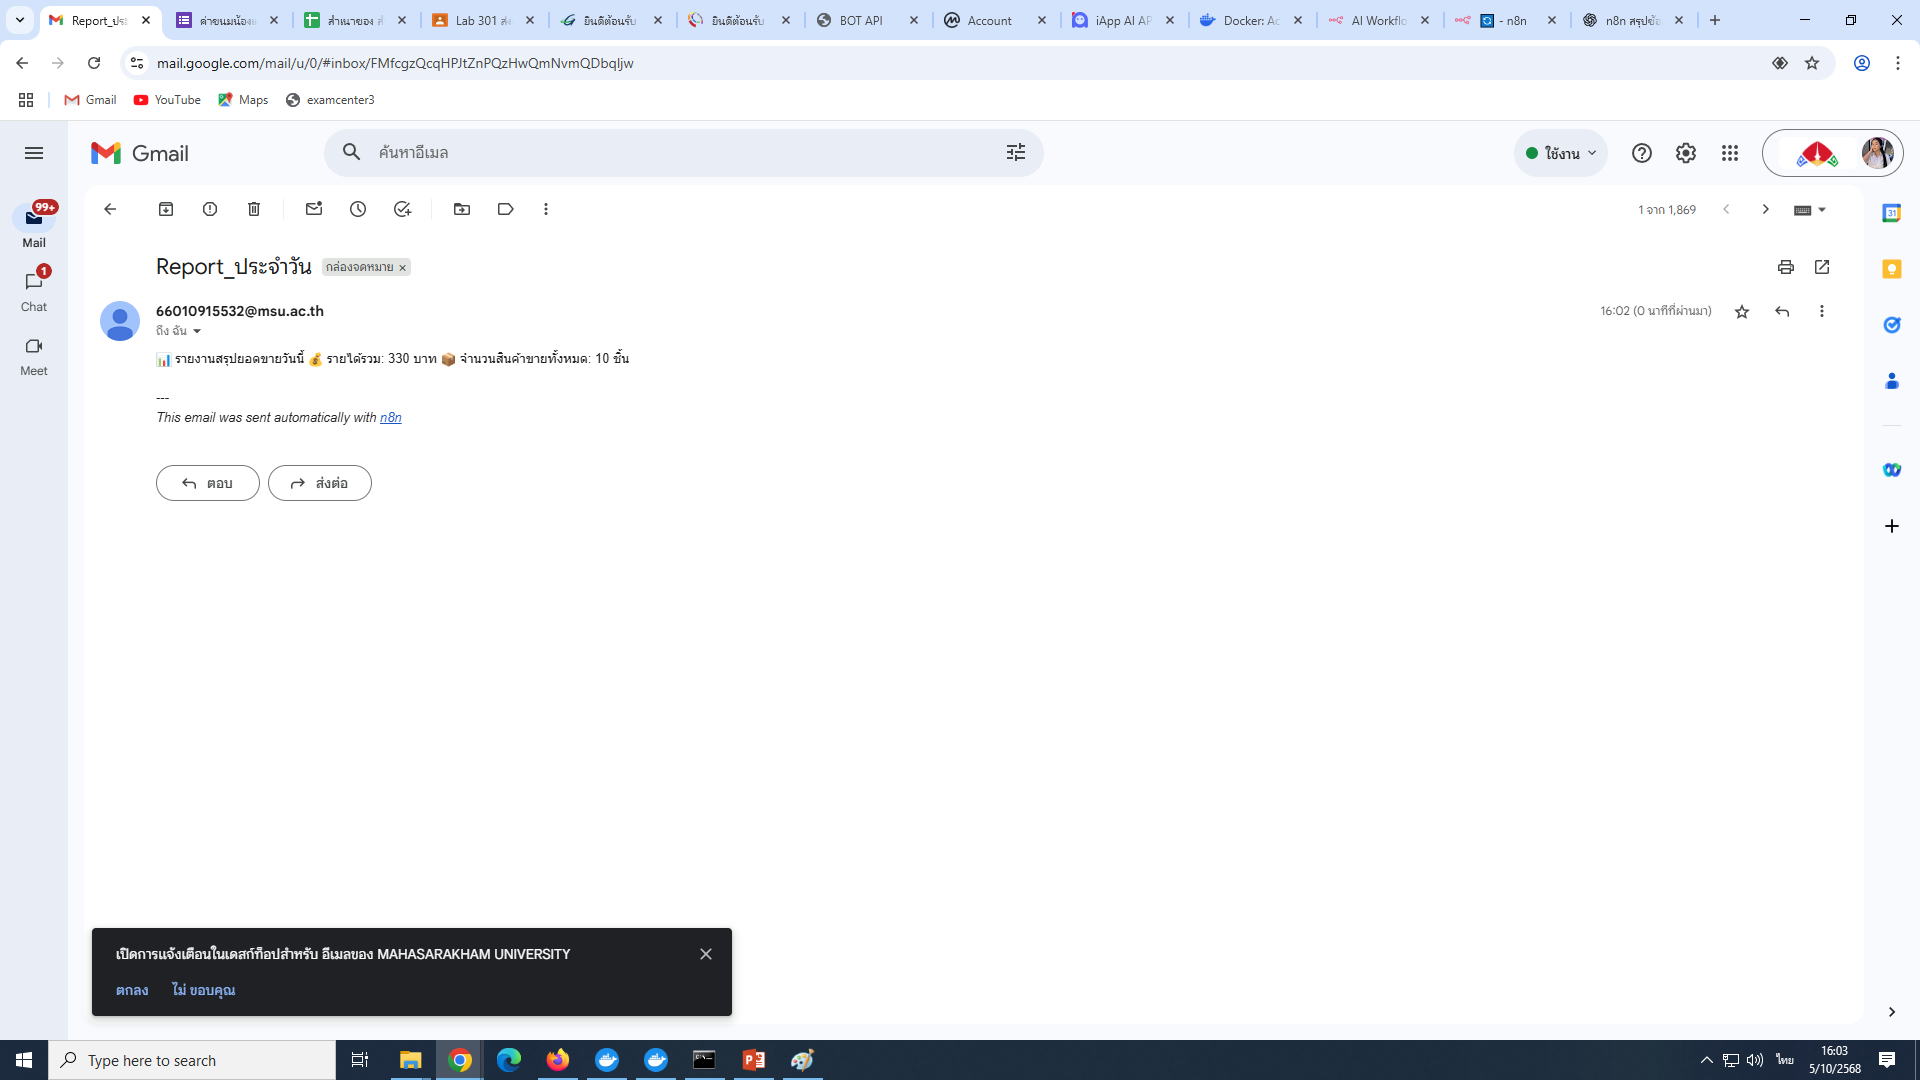 Report_ประ
ค่าขนมน้อง
สำเนาของ สำ
Lab 301 ส่ง
ยินดีต้อนรับ
ยินดีต้อนรับ
BOT API
Account
iApp AI AP
Docker: Ac
AI Workflo
- n8n
n8n สรุปข้อ
mail.google.com/mail/u/0/#inbox/FMfcgzQcqHPJtZnPQzHwQmNvmQDbqljw
Gmail
YouTube
Maps
examcenter3
Gmail
ค้นหาอีเมล
ใช้งาน
99+
Mail
1
Chat
Meet
1 จาก 1,869
31
Report_ประจำวัน
กล่องจดหมาย ×
66010915532@msu.ac.th
16:02 (0 นาทีที่ผ่านมา)
ถึง ฉัน
📊 รายงานสรุปยอดขายวันนี้ 💰 รายได้รวม: 330 บาท 📦 จำนวนสินค้าขายทั้งหมด: 10 ชิ้น
---
This email was sent automatically with n8n
ตอบ
ส่งต่อ
เปิดการแจ้งเตือนในเดสก์ท็อปสำหรับ อีเมลของ MAHASARAKHAM UNIVERSITY
ตกลง
ไม่ ขอบคุณ
Type here to search
ไทย
16:03
5/10/2568